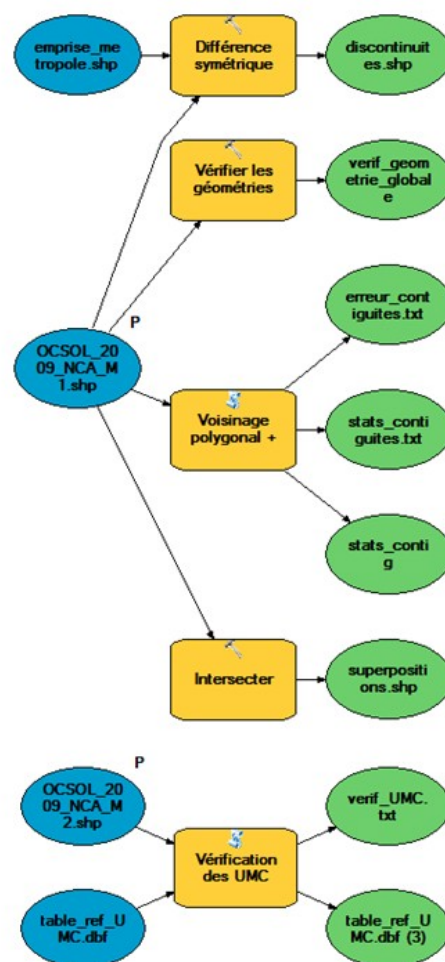 emprise_me
tropole.shp
Différence
symétrique
discontinuit
es.shp
Vérifier les
géométries
verif_geom
etrie_global
e
P
OCSOL_20
09_NCA_M
1.shp
erreur_cont
iguites.txt
Voisinage
polygonal +
stats_conti
guites.txt
stats_conti
g
Intersecter
superpositi
ons.shp
P
OCSOL_20
09_NCA_M
2.shp
verif_UMC.
txt
Vérification
des UMC
table_ref_U
MC.dbf
table_ref_U
MC.dbf (3)